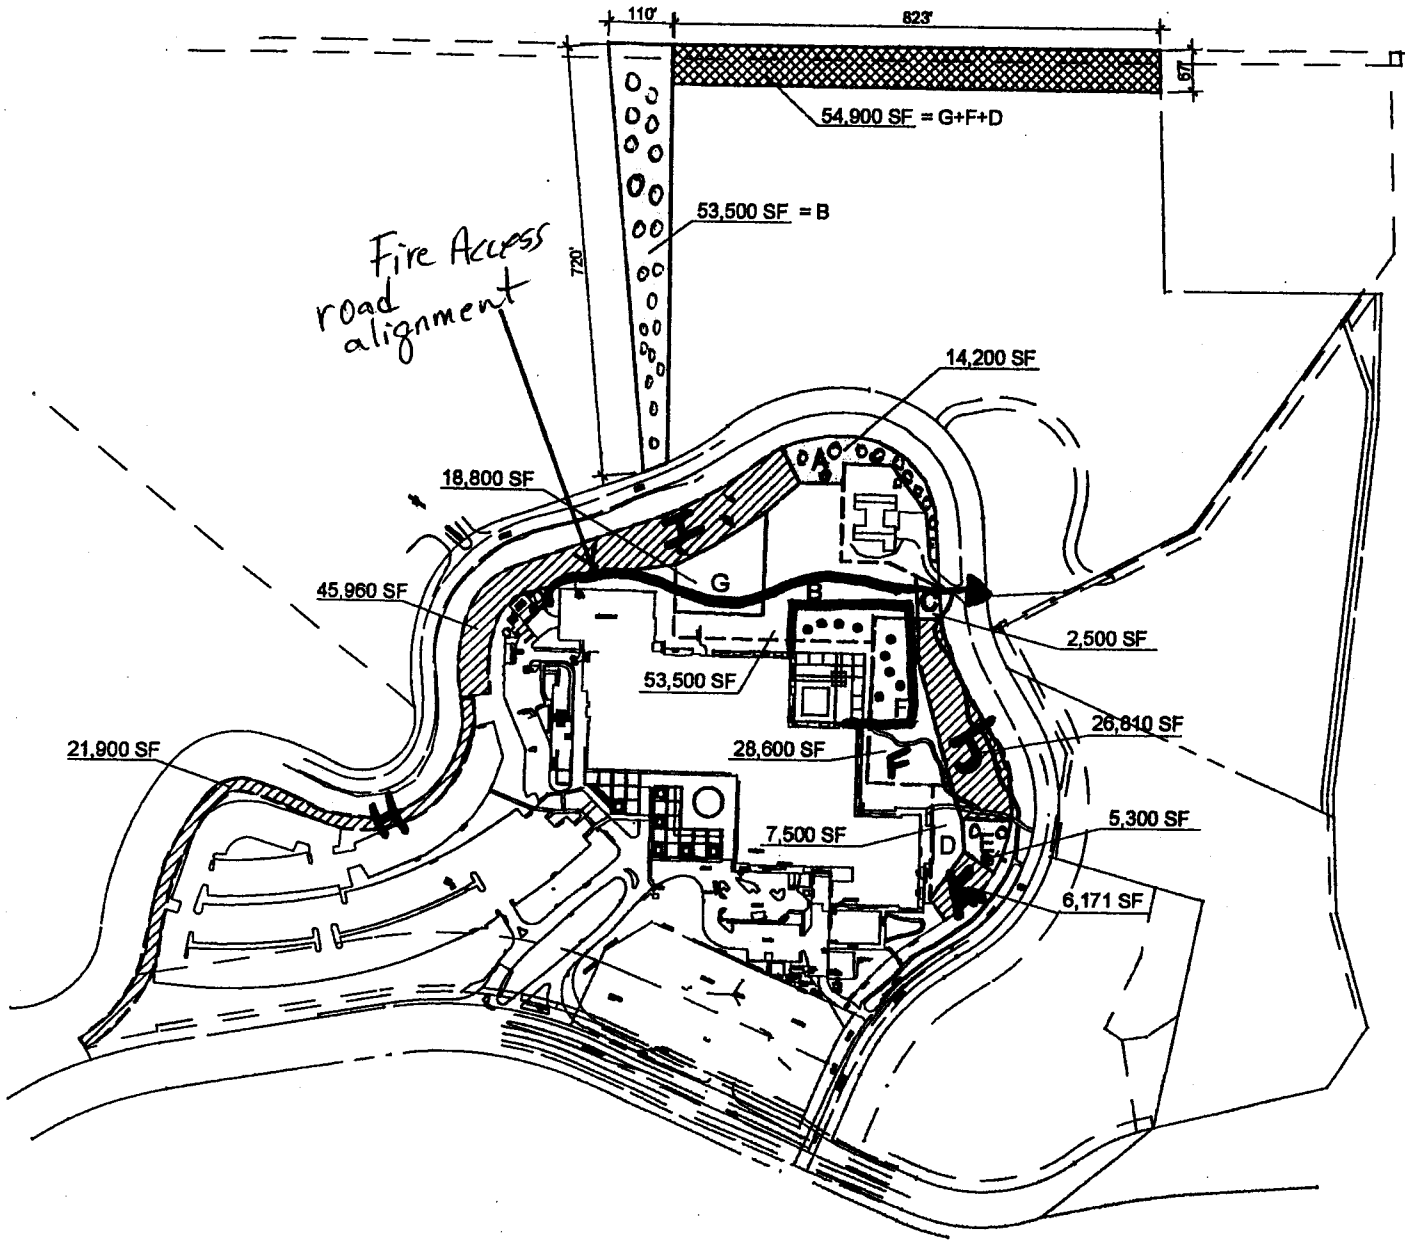 110'
823'
67'
54,900 SF = G+F+D
53,500 SF = B
720'
Fire Access
road
alignment
14,200 SF
A
18,800 SF
I
G
45,960 SF
B
C
2,500 SF
53,500 SF
F
26,810 SF
J
28,600 SF
21,900 SF
H
7,500 SF
D
E
5,300 SF
K
6,171 SF